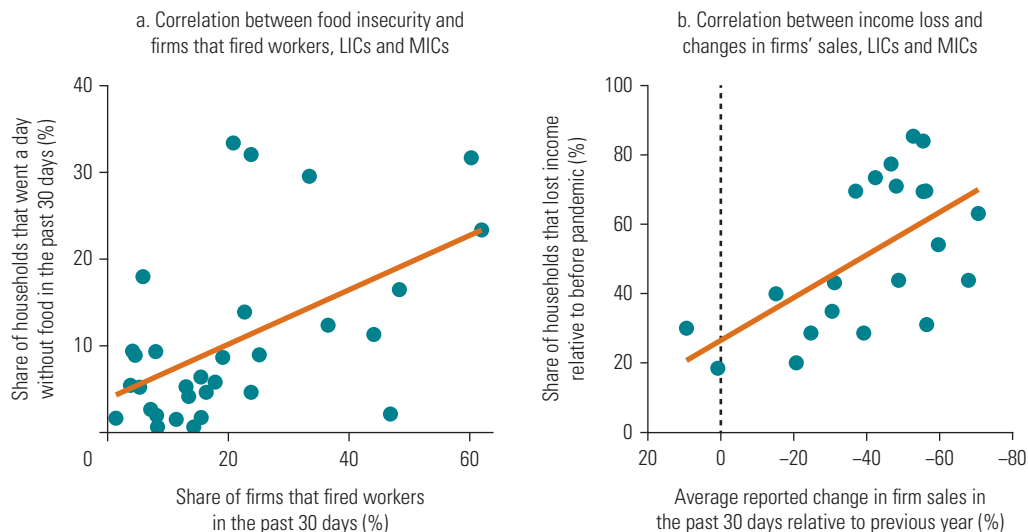 a. Correlation between food insecurity and
firms that fired workers, LICs and MICs
Share of households that went a day
without food in the past 30 days (%)
40
30
20
10
0
20
40
60
Share of firms that fired workers
in the past 30 days (%)
b. Correlation between income loss and
changes in firms’ sales, LICs and MICs
Share of households that lost income
relative to before pandemic (%)
100
80
60
40
20
0
20
0
–20
–40
–60
–80
Average reported change in firm sales in
the past 30 days relative to previous year (%)